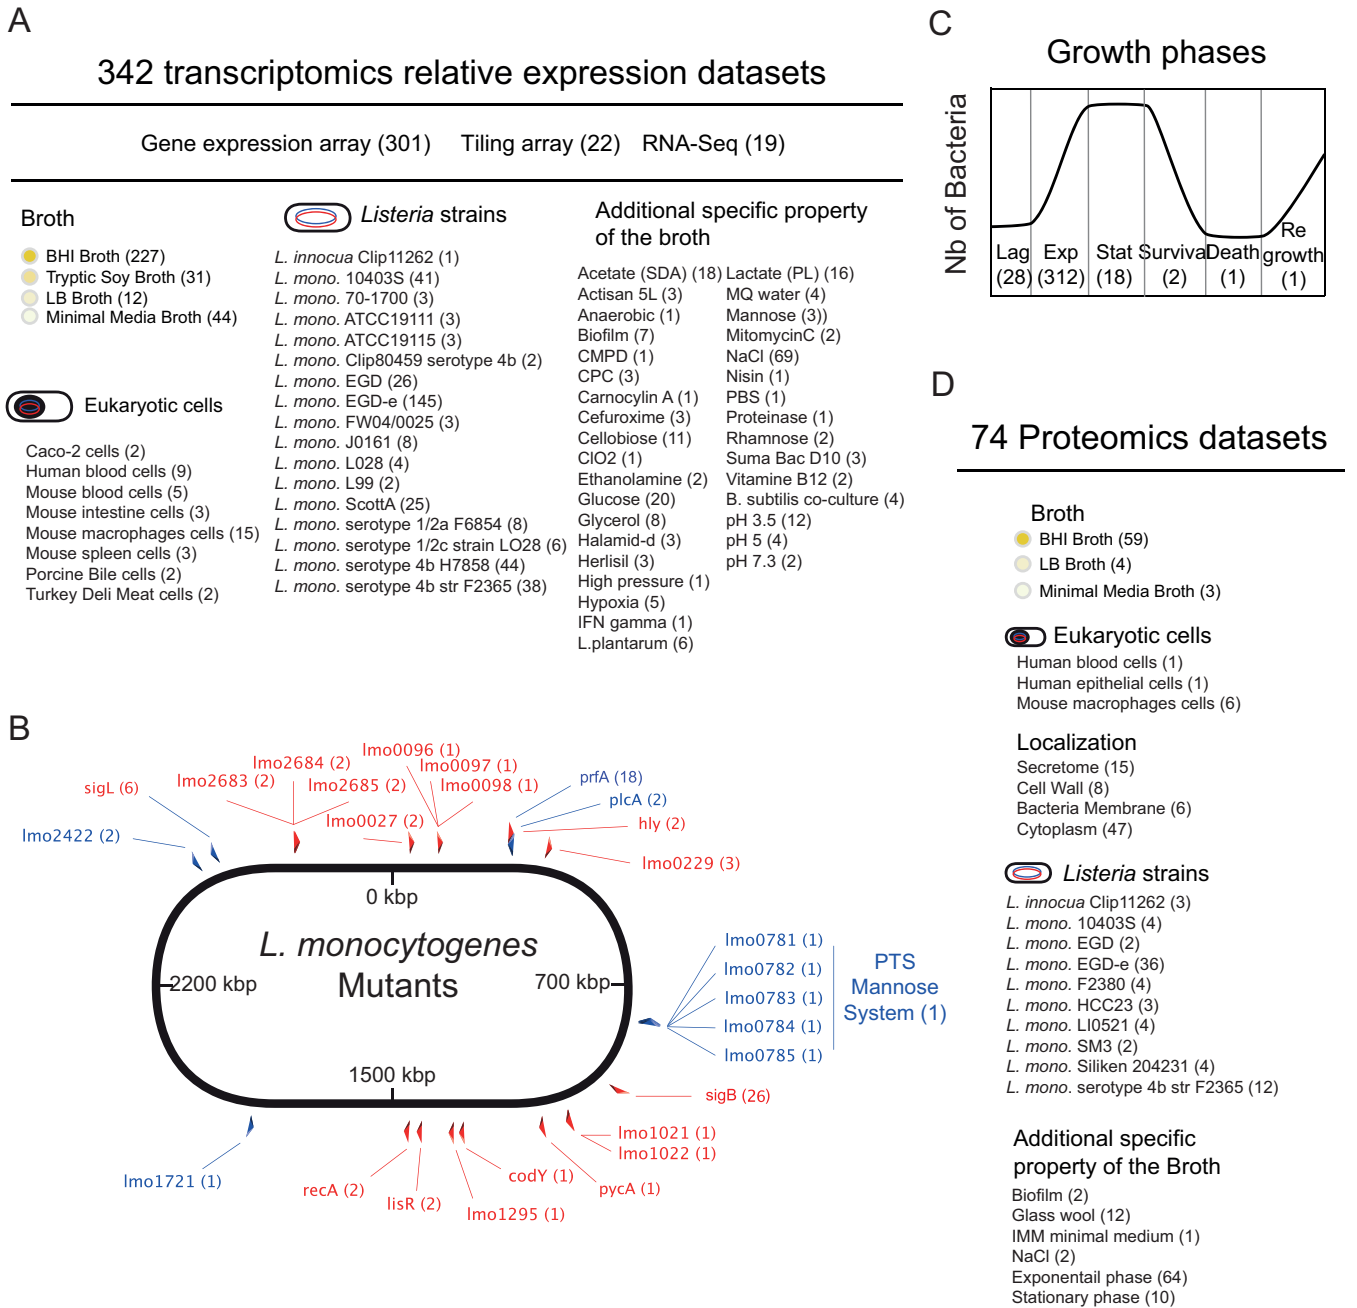 A
342 transcriptomics relative expression datasets
Gene expression array (301) Tiling array (22) RNA-Seq (19)
Broth
BHI Broth (227)
Tryptic Soy Broth (31)
LB Broth (12)
Minimal Media Broth (44)
Eukaryotic cells
Caco-2 cells (2)
Human blood cells (9)
Mouse blood cells (5)
Mouse intestine cells (3)
Mouse macrophages cells (15)
Mouse spleen cells (3)
Porcine Bile cells (2)
Turkey Deli Meat cells (2)
Listeria strains
L. innocua Clip11262 (1)
L. mono. 10403S (41)
L. mono. 70-1700 (3)
L. mono. ATCC19111 (3)
L. mono. ATCC19115 (3)
L. mono. Clip80459 serotype 4b (2)
L. mono. EGD (26)
L. mono. EGD-e (145)
L. mono. FW04/0025 (3)
L. mono. J0161 (8)
L. mono. L028 (4)
L. mono. L99 (2)
L. mono. ScottA (25)
L. mono. serotype 1/2a F6854 (8)
L. mono. serotype 1/2c strain LO28 (6)
L. mono. serotype 4b H7858 (44)
L. mono. serotype 4b str F2365 (38)
Additional specific property
of the broth
Acetate (SDA) (18)
Actisan 5L (3)
Anaerobic (1)
Biofilm (7)
CMPD (1)
CPC (3)
Carnocylin A (1)
Cefuroxime (3)
Cellobiose (11)
ClO2 (1)
Ethanolamine (2)
Glucose (20)
Glycerol (8)
Halamid-d (3)
Herlisil (3)
High pressure (1)
Hypoxia (5)
IFN gamma (1)
L.plantarum (6)
Lactate (PL) (16)
MQ water (4)
Mannose (3))
MitomycinC (2)
NaCl (69)
Nisin (1)
PBS (1)
Proteinase (1)
Rhamnose (2)
Suma Bac D10 (3)
Vitamine B12 (2)
B. subtilis co-culture (4)
pH 3.5 (12)
pH 5 (4)
pH 7.3 (2)
B
lmo0096 (1)
lmo2684 (2)
lmo0097 (1)
lmo2683 (2)
lmo2685 (2)
lmo0098 (1)
sigL (6)
lmo0027 (2)
lmo2422 (2)
prfA (18)
plcA (2)
hly (2)
lmo0229 (3)
0 kbp
L. monocytogenes
Mutants
2200 kbp
700 kbp
1500 kbp
lmo0781 (1)
lmo0782 (1)
lmo0783 (1)
lmo0784 (1)
lmo0785 (1)
PTS
Mannose
System (1)
sigB (26)
lmo1021 (1)
lmo1022 (1)
pycA (1)
codY (1)
lmo1295 (1)
lisR (2)
recA (2)
lmo1721 (1)
C
Growth phases
Nb of Bacteria
Lag
(28)
Exp
(312)
Stat
(18)
Survival
(2)
Death
(1)
Re
growth
(1)
D
74 Proteomics datasets
Broth
BHI Broth (59)
LB Broth (4)
Minimal Media Broth (3)
Eukaryotic cells
Human blood cells (1)
Human epithelial cells (1)
Mouse macrophages cells (6)
Localization
Secretome (15)
Cell Wall (8)
Bacteria Membrane (6)
Cytoplasm (47)
Listeria strains
L. innocua Clip11262 (3)
L. mono. 10403S (4)
L. mono. EGD (2)
L. mono. EGD-e (36)
L. mono. F2380 (4)
L. mono. HCC23 (3)
L. mono. LI0521 (4)
L. mono. SM3 (2)
L. mono. Siliken 204231 (4)
L. mono. serotype 4b str F2365 (12)
Additional specific
property of the Broth
Biofilm (2)
Glass wool (12)
IMM minimal medium (1)
NaCl (2)
Exponentail phase (64)
Stationary phase (10)